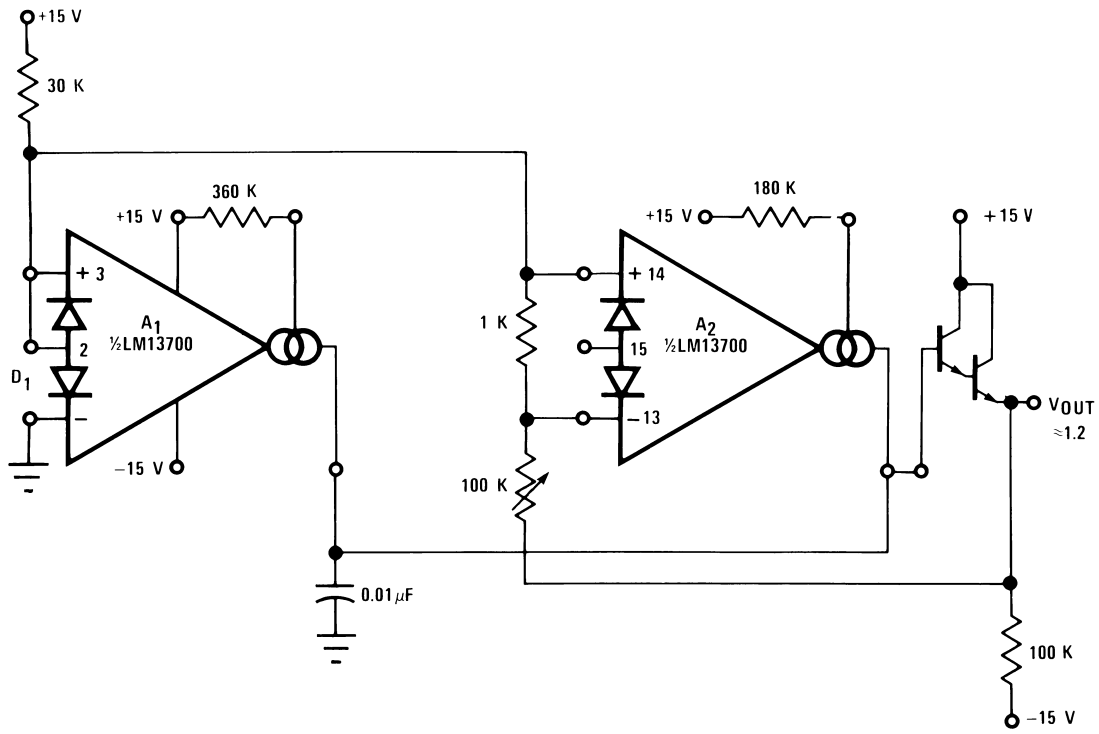 +15 V
30 K
360 K
+15 V
+ 3
A1
½LM13700
2
D1
−
−15 V
0.01 μF
180 K
+15 V
+ 14
1 K
A2
½LM13700
15
−13
100 K
+15 V
VOUT
≈1.2
100 K
−15 V